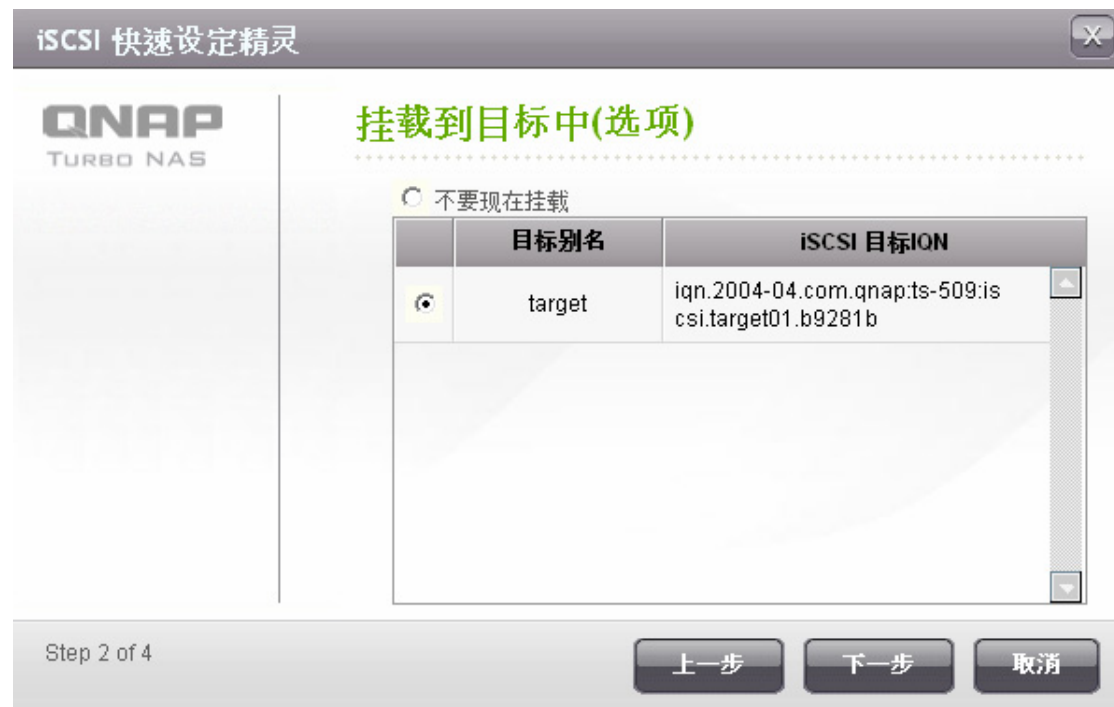 iSCSI 快速设定精灵
X
QNAP
TURBO NAS
挂载到目标中(选项)
不要现在挂载
目标别名 iSCSI 目标IQN
target iqn.2004-04.com.qnap:ts-509:is
csi.target01.b9281b
Step 2 of 4 上一步 下一步 取消